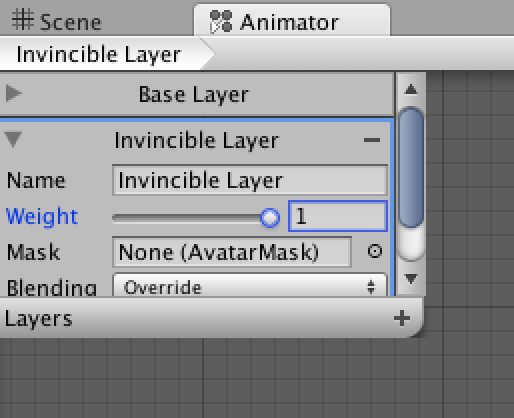 Scene
Animator
Invincible Layer
Base Layer
Invincible Layer
Name Invincible Layer
Weight 1
Mask None (AvatarMask)
Blending Override
Layers